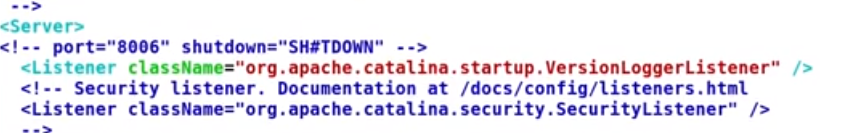 -->
<Server>
<!-- port="8006" shutdown="SH#TDOWN" -->
<Listener className="org.apache.catalina.startup.VersionLoggerListener" />
<!-- Security listener. Documentation at /docs/config/listeners.html
<Listener className="org.apache.catalina.security.SecurityListener" />
-->